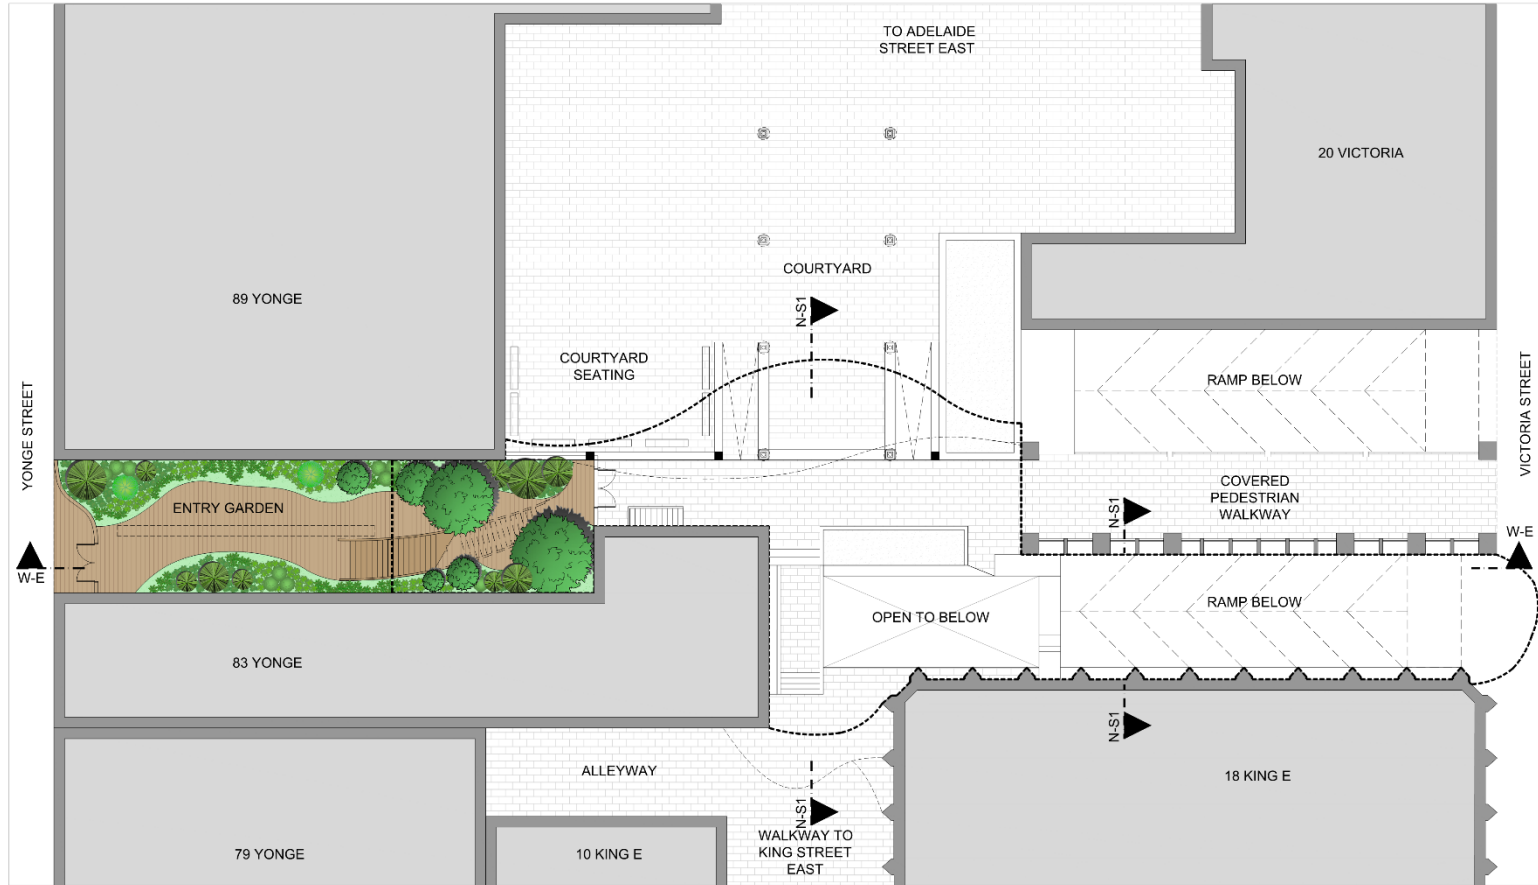 TO ADELAIDE
STREET EAST
20 VICTORIA
89 YONGE
COURTYARD
N-S1
COURTYARD
SEATING
RAMP BELOW
YONGE STREET
VICTORIA STREET
ENTRY GARDEN
COVERED
PEDESTRIAN
WALKWAY
N-S1
W-E
W-E
RAMP BELOW
OPEN TO BELOW
83 YONGE
N-S1
ALLEYWAY
18 KING E
N-S1
WALKWAY TO
KING STREET
EAST
79 YONGE
10 KING E